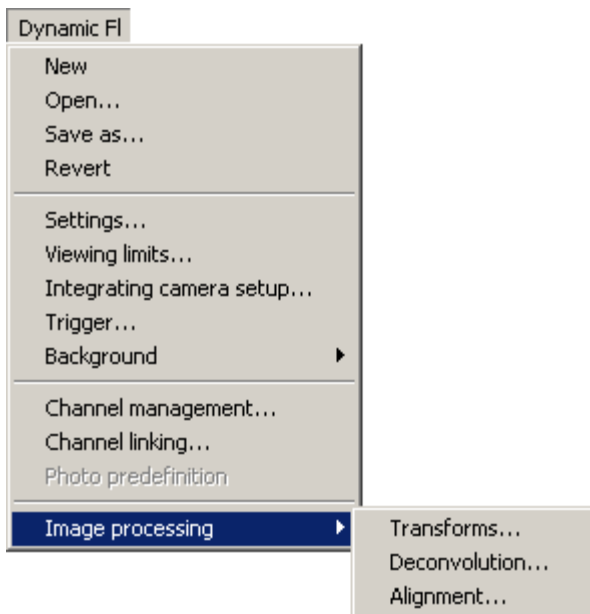 Dynamic Fl
New
Open...
Save as...
Revert
Settings...
Viewing limits...
Integrating camera setup...
Trigger...
Background
Channel management...
Channel linking...
Photo predefinition
Image processing
Transforms...
Deconvolution...
Alignment...